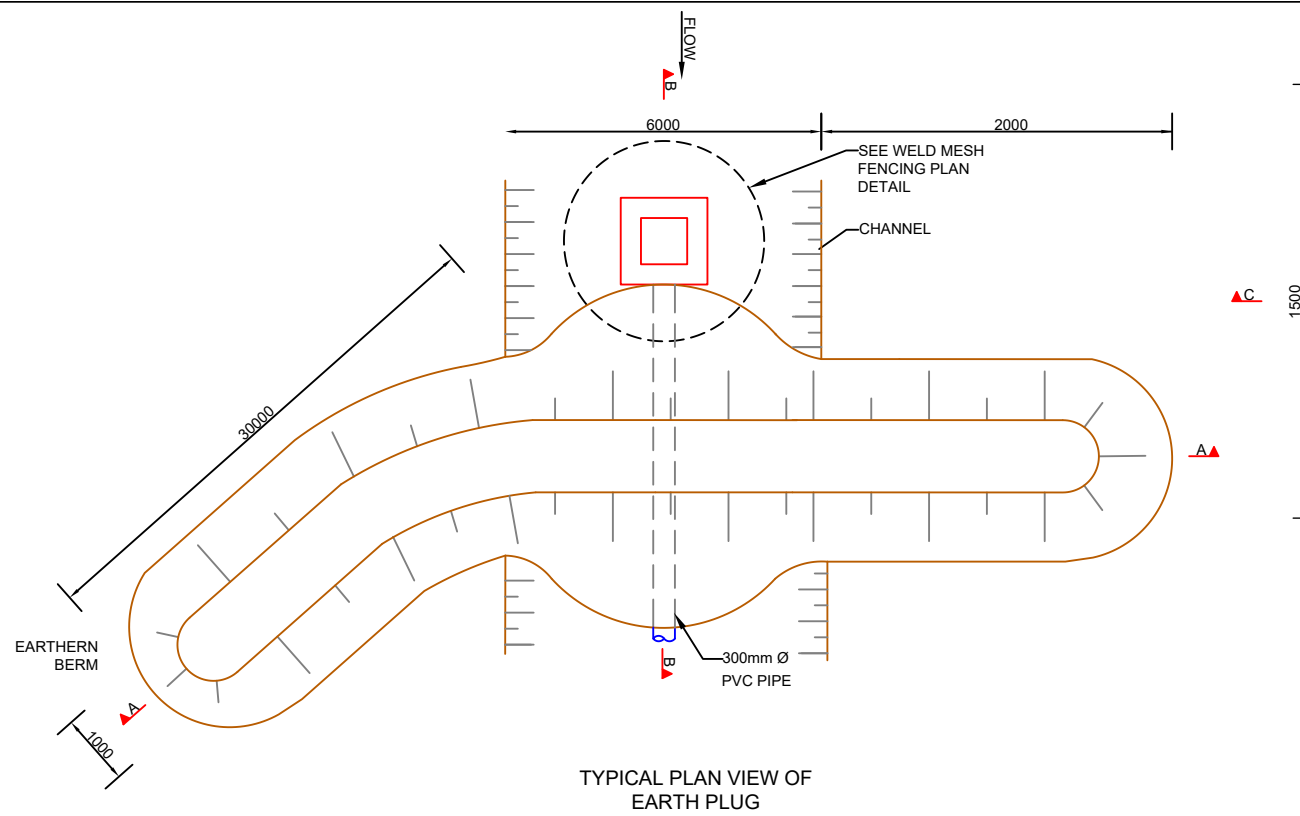 FLOW
B
6000
2000
SEE WELD MESH
FENCING PLAN
DETAIL
CHANNEL
C
1500
30000
A
EARTHERN
BERM
A
1000
B
300mm Ø
PVC PIPE
TYPICAL PLAN VIEW OF
EARTH PLUG